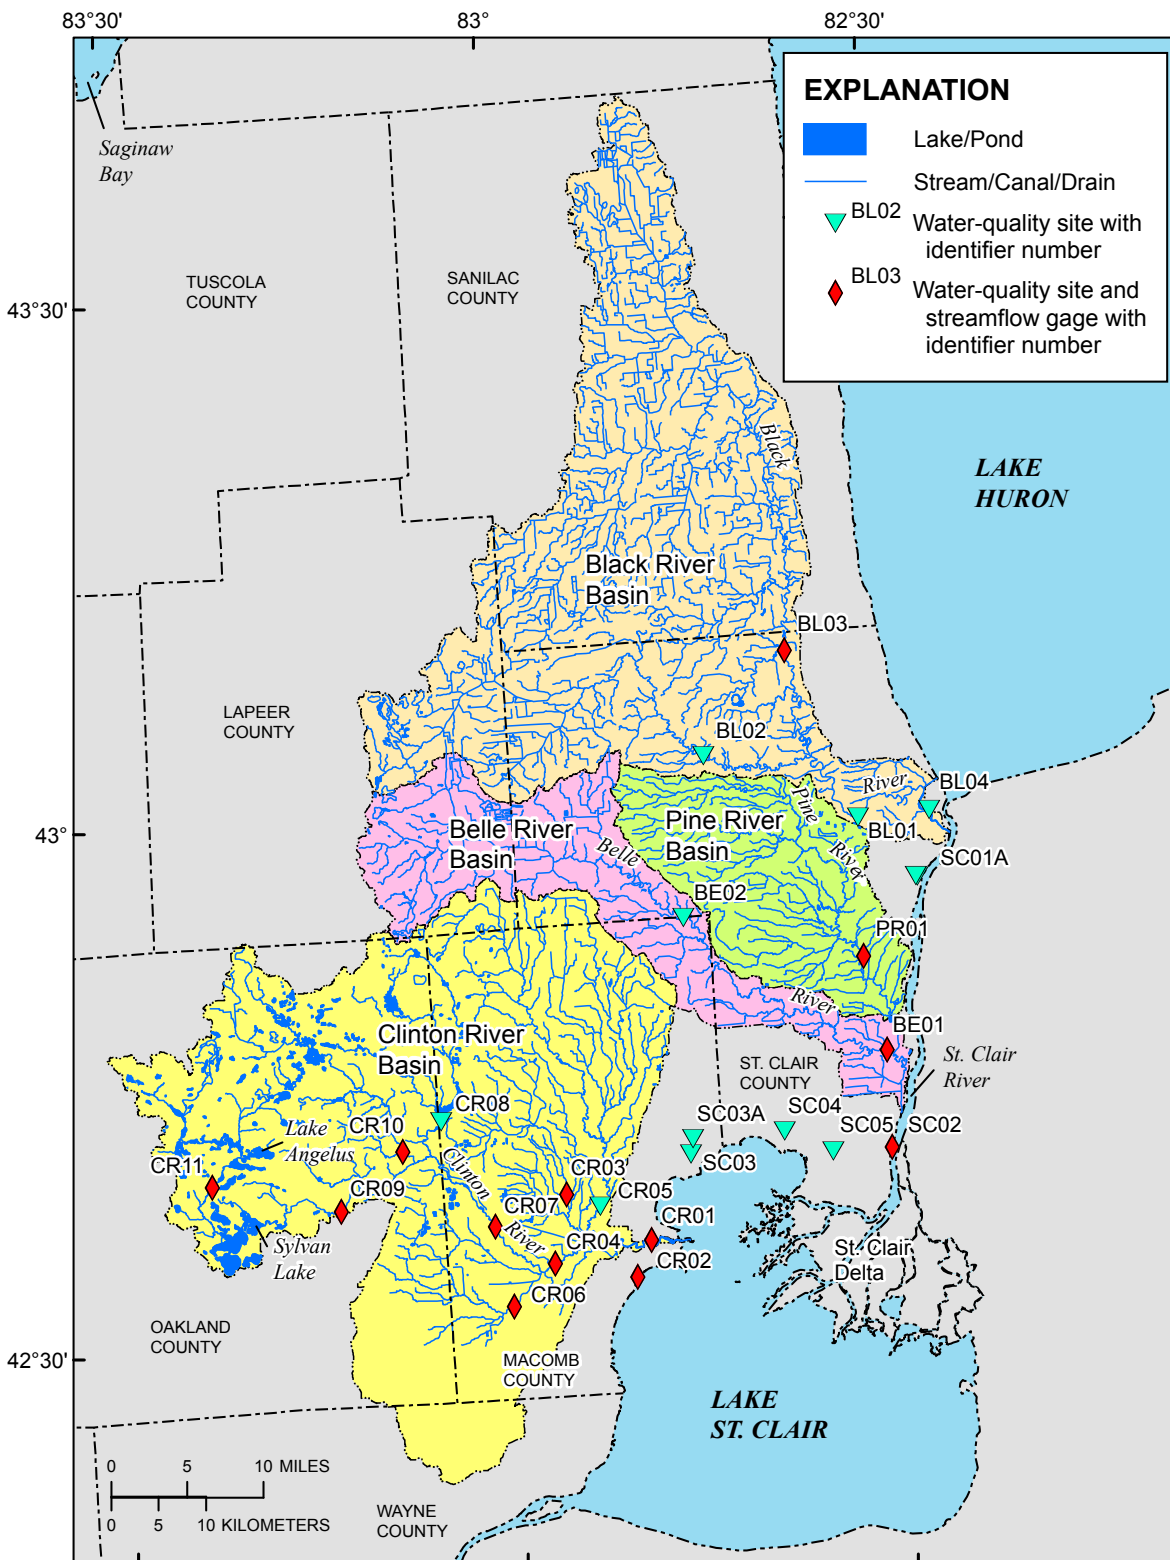 83°30'
83°
82°30'
EXPLANATION
Lake/Pond
Stream/Canal/Drain
BL02
Water-quality site with
identifier number
BL03
Water-quality site and
streamflow gage with
identifier number
Saginaw
Bay
TUSCOLA
COUNTY
SANILAC
COUNTY
43°30'
Black
LAKE
HURON
Black River
Basin
BL03
LAPEER
COUNTY
BL02
River
BL04
Pine
River
43°
Belle River
Basin
Belle
Pine River
Basin
BL01
SC01A
BE02
PR01
River
BE01
Clinton River
Basin
ST. CLAIR
COUNTY
St. Clair
River
CR08
SC03A
SC04
SC05
SC02
Lake
Angelus
CR10
Clinton
River
SC03
CR11
CR09
CR03
CR05
CR07
CR01
Sylvan
Lake
CR04
CR02
St. Clair
Delta
CR06
OAKLAND
COUNTY
42°30'
MACOMB
COUNTY
LAKE
ST. CLAIR
0 5 10 MILES
0 5 10 KILOMETERS
WAYNE
COUNTY